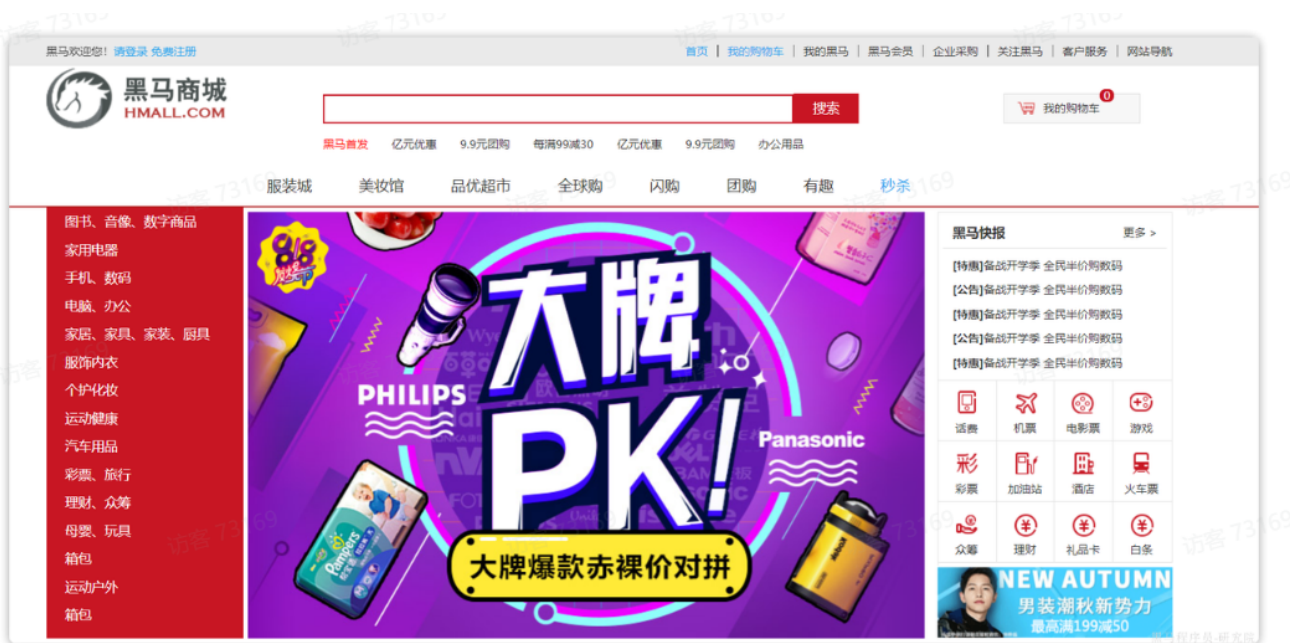 黑马欢迎您！请登录 免费注册
首页 | 我的购物车 | 我的黑马 | 黑马会员 | 企业采购 | 关注黑马 | 客户服务 | 网站导航
黑马商城
HMALL.COM
搜索
0
我的购物车
黑马首发 亿元优惠 9.9元团购 每满99减30 亿元优惠 9.9元团购 办公用品
服装城 美妆馆 品优超市 全球购 闪购 团购 有趣 秒杀
图书、音像、数字商品
家用电器
手机、数码
电脑、办公
家居、家具、家装、厨具
服饰内衣
个护化妆
运动健康
汽车用品
彩票、旅行
理财、众筹
母婴、玩具
箱包
运动户外
箱包
818
大牌
PK!
PHILIPS
Panasonic
Pampers
大牌爆款赤裸价对拼
黑马快报 更多 >
[特惠]备战开学季 全民半价购数码
[公告]备战开学季 全民半价购数码
[特惠]备战开学季 全民半价购数码
[公告]备战开学季 全民半价购数码
[特惠]备战开学季 全民半价购数码
话费 机票 电影票 游戏
彩
彩票 加油站 酒店 火车票
众筹 理财 礼品卡 白条
NEW AUTUMN
男装潮秋新势力
最高满199减50
访客 73169